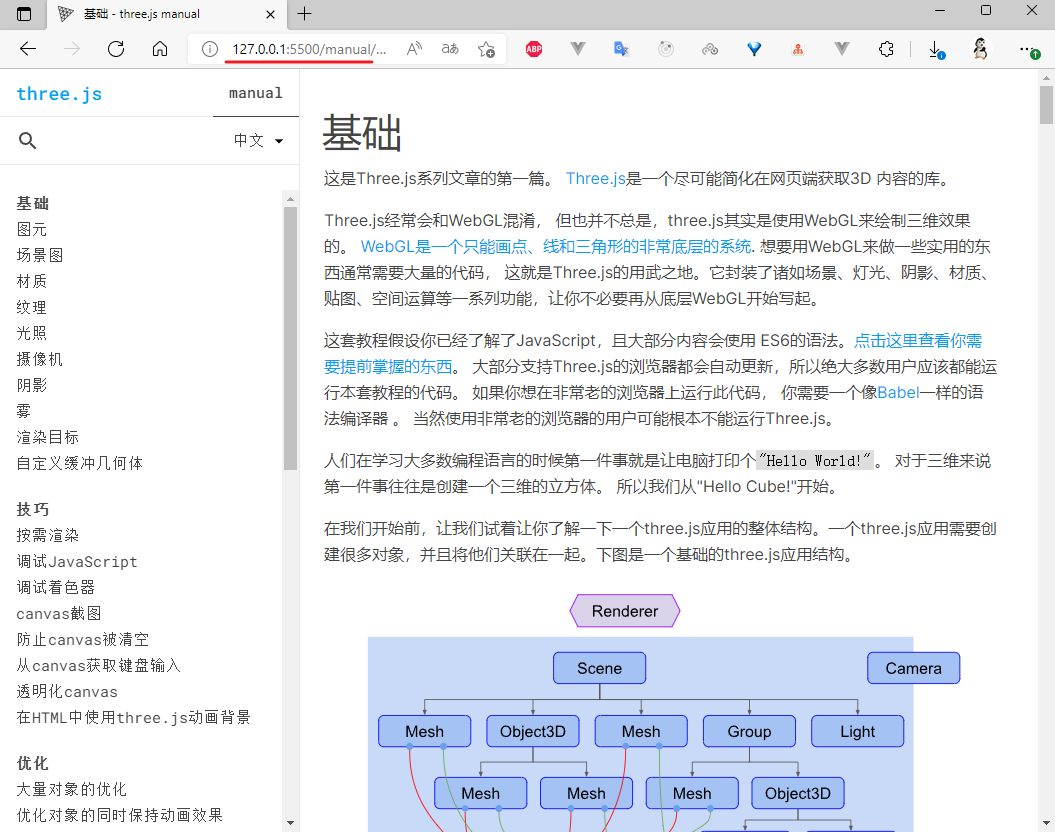 基础 - three.js manual
127.0.0.1:5500/manual/...
ABP
three.js
manual
中文
基础
图元
场景图
材质
纹理
光照
摄像机
阴影
雾
渲染目标
自定义缓冲几何体
技巧
按需渲染
调试JavaScript
调试着色器
canvas截图
防止canvas被清空
从canvas获取键盘输入
透明化canvas
在HTML中使用three.js动画背景
优化
大量对象的优化
优化对象的同时保持动画效果
基础
这是Three.js系列文章的第一篇。 Three.js是一个尽可能简化在网页端获取3D 内容的库。
Three.js经常会和WebGL混淆， 但也并不总是，three.js其实是使用WebGL来绘制三维效果
的。 WebGL是一个只能画点、线和三角形的非常底层的系统. 想要用WebGL来做一些实用的东
西通常需要大量的代码， 这就是Three.js的用武之地。它封装了诸如场景、灯光、阴影、材质、
贴图、空间运算等一系列功能，让你不必要再从底层WebGL开始写起。
这套教程假设你已经了解了JavaScript，且大部分内容会使用 ES6的语法。点击这里查看你需
要提前掌握的东西。 大部分支持Three.js的浏览器都会自动更新，所以绝大多数用户应该都能运
行本套教程的代码。 如果你想在非常老的浏览器上运行此代码， 你需要一个像Babel一样的语
法编译器 。 当然使用非常老的浏览器的用户可能根本不能运行Three.js。
人们在学习大多数编程语言的时候第一件事就是让电脑打印个"Hello World!"。 对于三维来说
第一件事往往是创建一个三维的立方体。 所以我们从"Hello Cube!"开始。
在我们开始前，让我们试着让你了解一下一个three.js应用的整体结构。一个three.js应用需要创
建很多对象，并且将他们关联在一起。下图是一个基础的three.js应用结构。
Renderer
Scene
Camera
Mesh
Object3D
Mesh
Group
Light
Mesh
Mesh
Mesh
Object3D